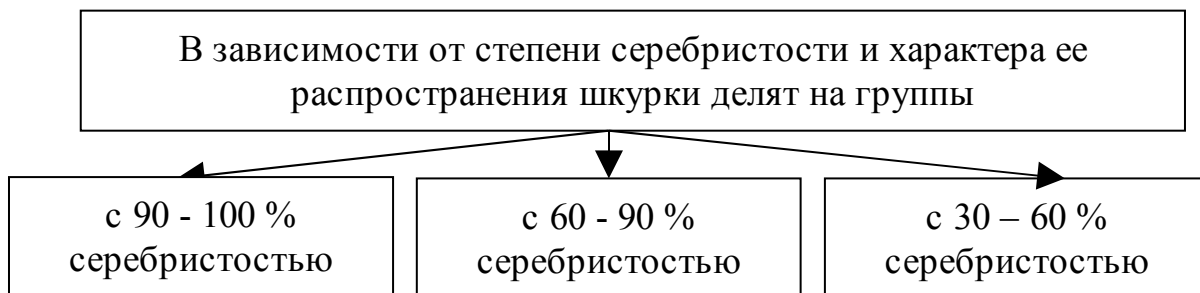 В зависимости от степени серебристости и характера ее
распространения шкурки делят на группы
с 90 - 100 %
серебристостью
с 60 - 90 %
серебристостью
с 30 – 60 %
серебристостью